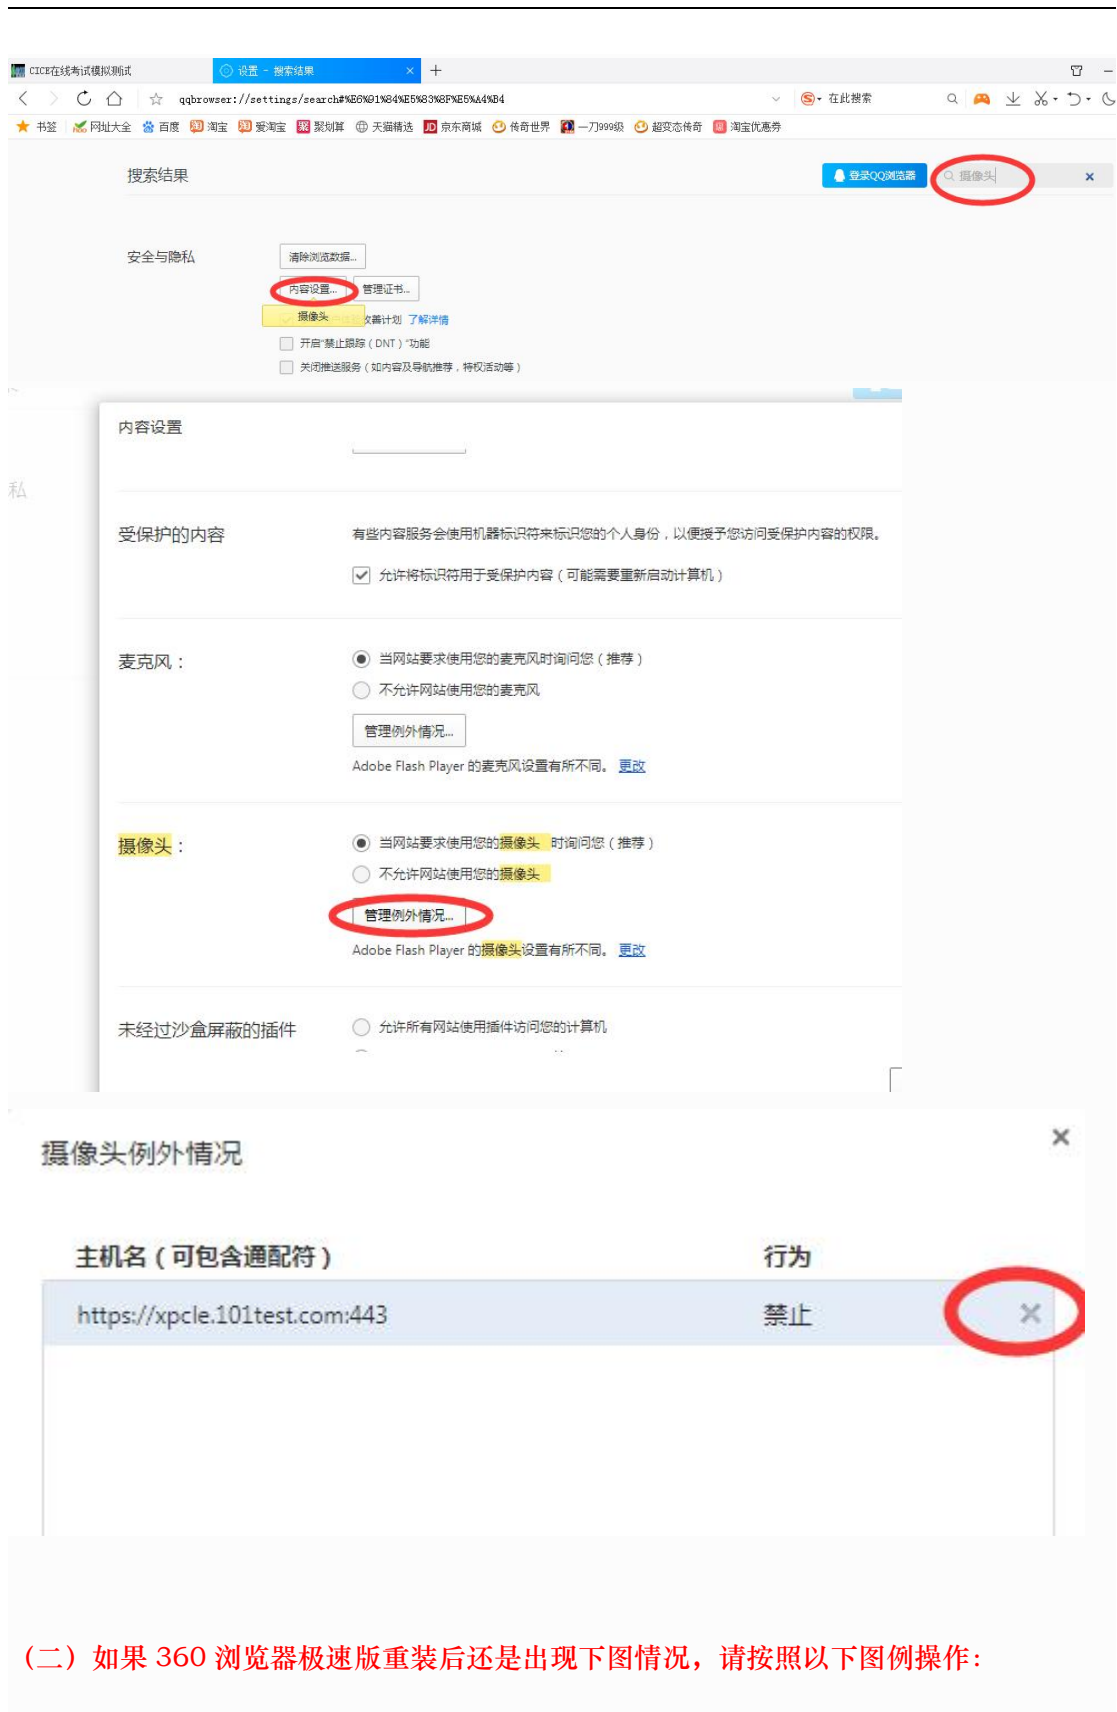 CICE在线考试模拟测试
设置 - 搜索结果
qqbrowser://settings/search#%E6%91%84%E5%83%8F%E5%A4%B4
在此搜索
书签 网址大全 百度 淘宝 爱淘宝 聚划算 天猫精选 京东商城 传奇世界 一刀999级 超变态传奇 淘宝优惠券
搜索结果
登录QQ浏览器
摄像头
安全与隐私
清除浏览数据...
内容设置... 管理证书...
摄像头
改善计划 了解详情
开启“禁止跟踪（DNT）”功能
关闭推送服务（如内容及导航推荐，特权活动等）
内容设置
私
受保护的内容
有些内容服务会使用机器标识符来标识您的个人身份，以便授予您访问受保护内容的权限。
允许将标识符用于受保护内容（可能需要重新启动计算机）
麦克风：
当网站要求使用您的麦克风时询问您（推荐）
不允许网站使用您的麦克风
管理例外情况...
Adobe Flash Player 的麦克风设置有所不同。 更改
摄像头：
当网站要求使用您的摄像头 时询问您（推荐）
不允许网站使用您的摄像头
管理例外情况...
Adobe Flash Player 的摄像头设置有所不同。 更改
未经过沙盒屏蔽的插件
允许所有网站使用插件访问您的计算机
摄像头例外情况
主机名（可包含通配符） 行为
https://xpcle.101test.com:443 禁止
（二）如果 360 浏览器极速版重装后还是出现下图情况，请按照以下图例操作：